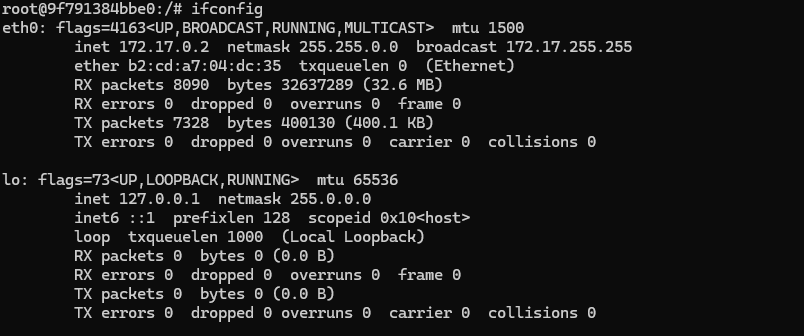 root@9f791384bbe0:/# ifconfig
eth0: flags=4163<UP,BROADCAST,RUNNING,MULTICAST>  mtu 1500
        inet 172.17.0.2  netmask 255.255.0.0  broadcast 172.17.255.255
        ether b2:cd:a7:04:dc:35  txqueuelen 0  (Ethernet)
        RX packets 8090  bytes 32637289 (32.6 MB)
        RX errors 0  dropped 0  overruns 0  frame 0
        TX packets 7328  bytes 400130 (400.1 KB)
        TX errors 0  dropped 0 overruns 0  carrier 0  collisions 0

lo: flags=73<UP,LOOPBACK,RUNNING>  mtu 65536
        inet 127.0.0.1  netmask 255.0.0.0
        inet6 ::1  prefixlen 128  scopeid 0x10<host>
        loop  txqueuelen 1000  (Local Loopback)
        RX packets 0  bytes 0 (0.0 B)
        RX errors 0  dropped 0  overruns 0  frame 0
        TX packets 0  bytes 0 (0.0 B)
        TX errors 0  dropped 0 overruns 0  carrier 0  collisions 0